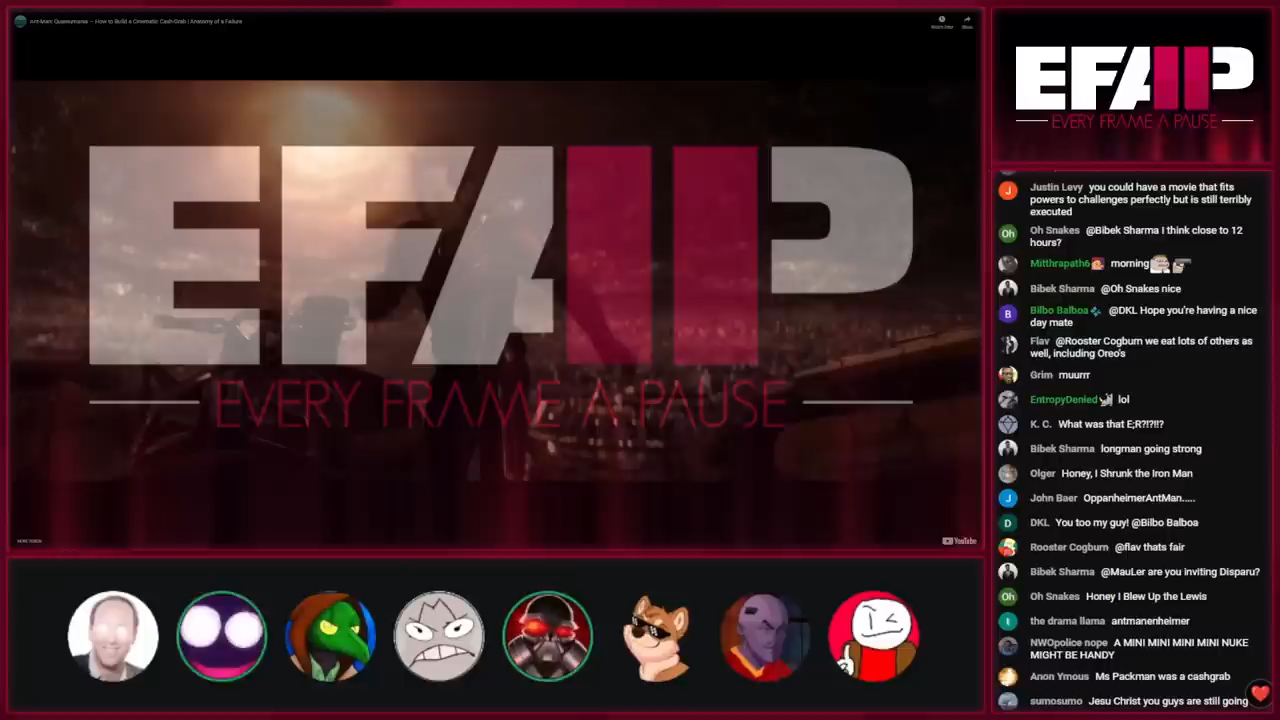 Ant-Man: Quantumania – How to Build a Cinematic Cash-Grab | Anatomy of a Failure
Watch later
Share
EFAP
EVERY FRAME A PAUSE
MORE VIDEOS
YouTube
EFAP
EVERY FRAME A PAUSE
J
Justin Levy you could have a movie that fits
powers to challenges perfectly but is still terribly
executed
Oh
Oh Snakes @Bibek Sharma I think close to 12
hours?
Mitthrapath6 morning
Bibek Sharma @Oh Snakes nice
B
Bilbo Balboa @DKL Hope you're having a nice
day mate
Flav @Rooster Cogburn we eat lots of others as
well, including Oreo's
Grim muurrr
EntropyDenied lol
K. C. What was that E;R?!?!!?
Bibek Sharma longman going strong
Olger Honey, I Shrunk the Iron Man
J
John Baer OppanheimerAntMan.....
D
DKL You too my guy! @Bilbo Balboa
Rooster Cogburn @flav thats fair
Bibek Sharma @MauLer are you inviting Disparu?
Oh
Oh Snakes Honey I Blew Up the Lewis
t
the drama llama antmanenheimer
NWOpolice nope A MINI MINI MINI MINI NUKE
MIGHT BE HANDY
Anon Ymous Ms Packman was a cashgrab
sumosumo Jesu Christ you guys are still going